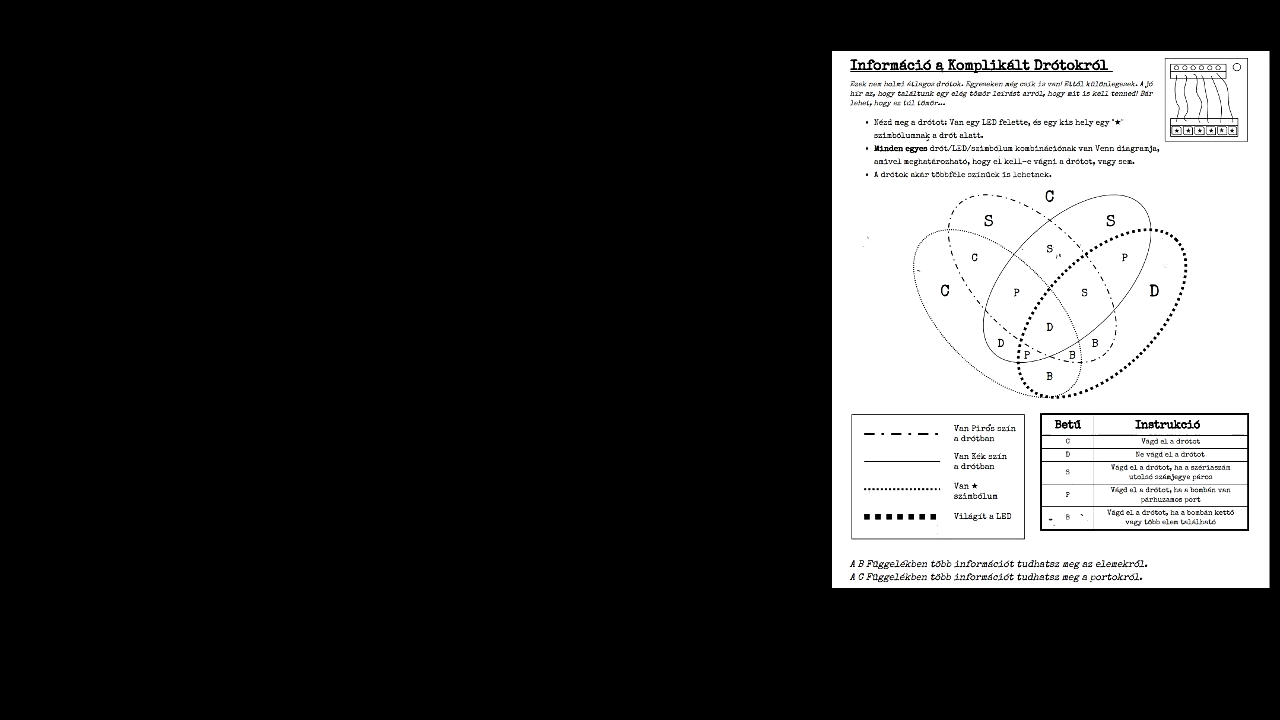 Információ a Komplikált Drótokról
Ezek nem holmi átlagos drótok. Egyeseken még csík is van! Ettől különlegesek. A jó
hír az, hogy találtunk egy elég tömör leírást arról, hogy mit is kell tenned! Bár
lehet, hogy ez túl tömör...
• Nézd meg a drótot: Van egy LED felette, és egy kis hely egy "★"
szimbólumnak a drót alatt.
• Minden egyes drót/LED/szimbólum kombinációnak van Venn diagramja,
amivel meghatározható, hogy el kell-e vágni a drótot, vagy sem.
• A drótok akár többféle színűek is lehetnek.
C
S S
S
C P
C P S D
D
D B
P B
B
Van Piros szín
a drótban
Van Kék szín
a drótban
Van ★
szimbólum
Világít a LED
Betű Instrukció
C Vágd el a drótot
D Ne vágd el a drótot
S Vágd el a drótot, ha a szériaszám
utolsó számjegye páros
P Vágd el a drótot, ha a bombán van
párhuzamos port
B Vágd el a drótot, ha a bombán kettő
vagy több elem található
A B Függelékben több információt tudhatsz meg az elemekről.
A C Függelékben több információt tudhatsz meg a portokról.